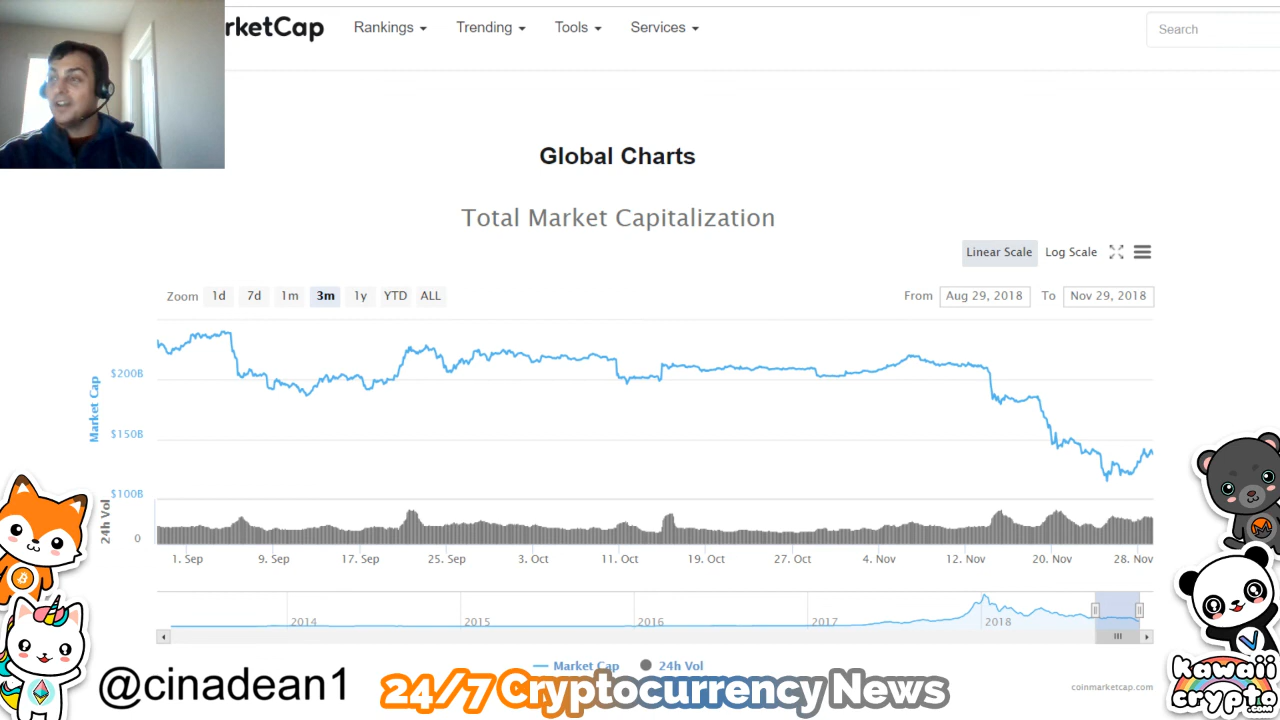 rketCap Rankings Trending Tools Services Search
Global Charts
Total Market Capitalization
Linear Scale Log Scale
Zoom 1d 7d 1m 3m 1y YTD ALL From Aug 29, 2018 To Nov 29, 2018
Market Cap
$200B
$150B
$100B
24h Vol
0
1. Sep 9. Sep 17. Sep 25. Sep 3. Oct 11. Oct 19. Oct 27. Oct 4. Nov 12. Nov 20. Nov 28. Nov
2014 2015 2016 2017 2018
Market Cap 24h Vol
coinmarketcap.com
@cinadean1
24/7 Cryptocurrency News
kawaii
crypto
.com